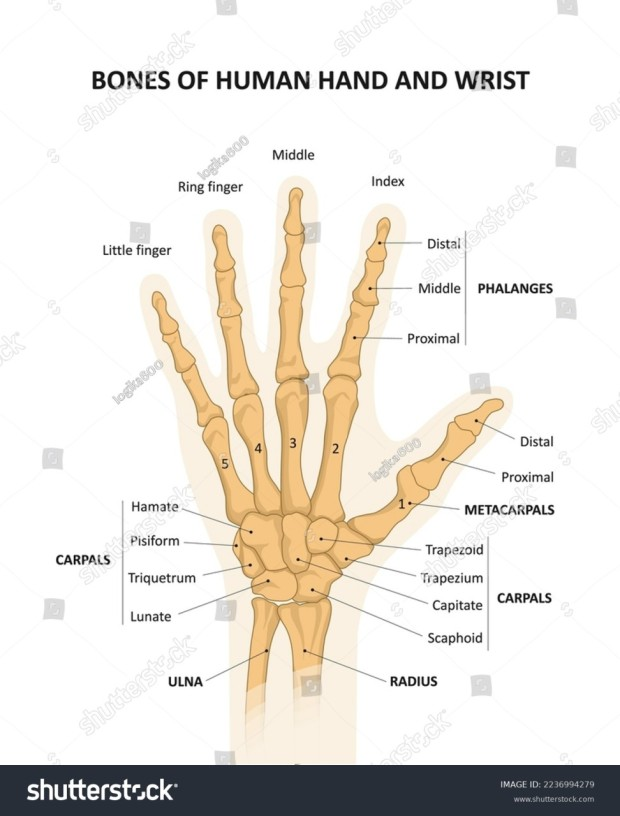 BONES OF HUMAN HAND AND WRIST
Middle
Ring finger
Index
Little finger
Distal
Middle
PHALANGES
Proximal
Distal
Proximal
METACARPALS
5
4
3
2
1
Hamate
Pisiform
CARPALS
Triquetrum
Lunate
Trapezoid
Trapezium
CARPALS
Capitate
Scaphoid
ULNA
RADIUS
shutterstock
logika600
shutterstock
IMAGE ID: 2236994279
www.shutterstock.com